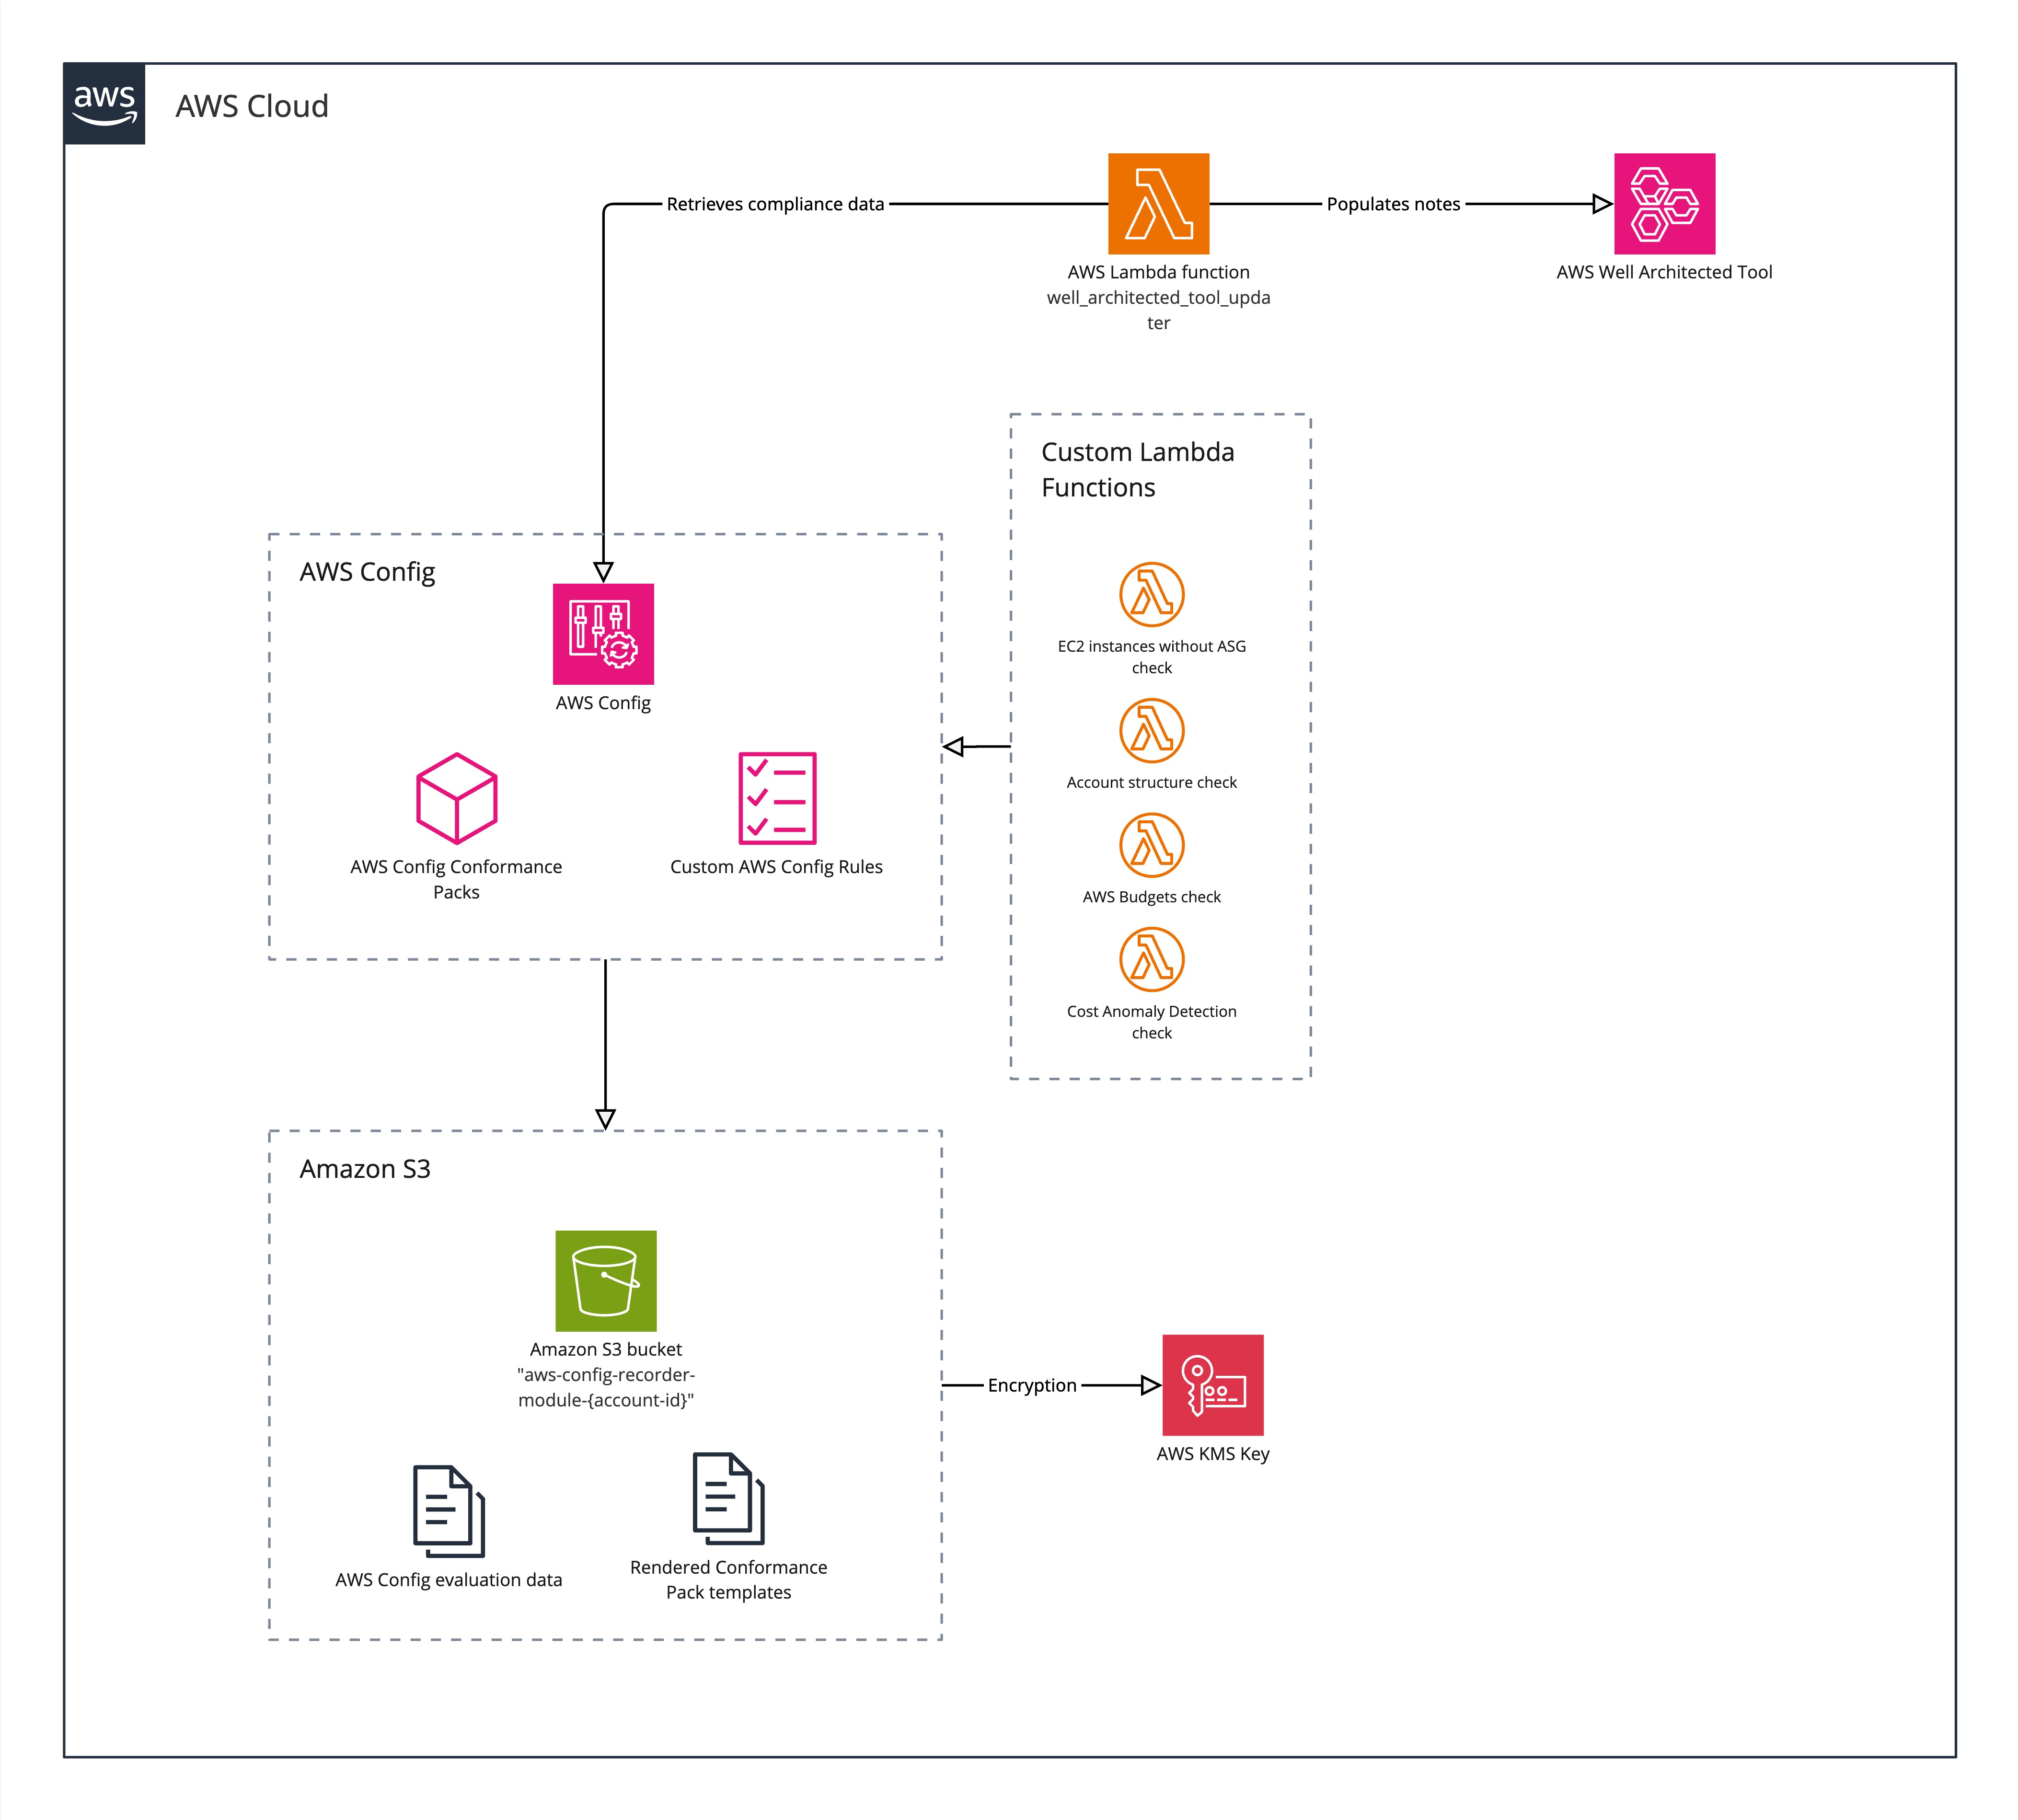 aws
AWS Cloud
Retrieves compliance data
Populates notes
AWS Lambda function
well_architected_tool_upda
ter
AWS Well Architected Tool
Custom Lambda
Functions
EC2 instances without ASG
check
Account structure check
AWS Budgets check
Cost Anomaly Detection
check
AWS Config
AWS Config
AWS Config Conformance
Packs
Custom AWS Config Rules
Amazon S3
Amazon S3 bucket
"aws-config-recorder-
module-{account-id}"
Encryption
AWS KMS Key
AWS Config evaluation data
Rendered Conformance
Pack templates